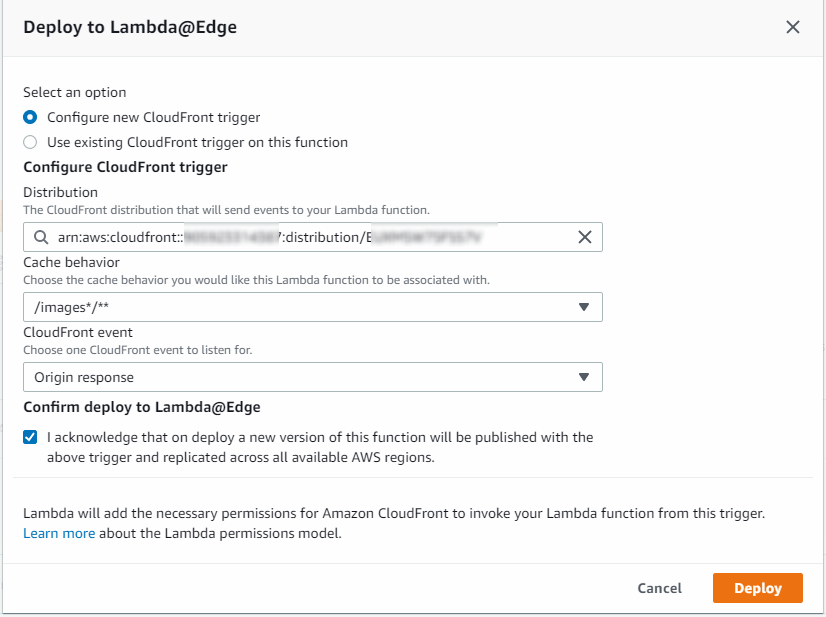 Deploy to Lambda@Edge
Select an option
Configure new CloudFront trigger
Use existing CloudFront trigger on this function
Configure CloudFront trigger
Distribution
The CloudFront distribution that will send events to your Lambda function.
arn:aws:cloudfront:: :distribution/
Cache behavior
Choose the cache behavior you would like this Lambda function to be associated with.
/images*/**
CloudFront event
Choose one CloudFront event to listen for.
Origin response
Confirm deploy to Lambda@Edge
I acknowledge that on deploy a new version of this function will be published with the
above trigger and replicated across all available AWS regions.
Lambda will add the necessary permissions for Amazon CloudFront to invoke your Lambda function from this trigger.
Learn more about the Lambda permissions model.
Cancel Deploy